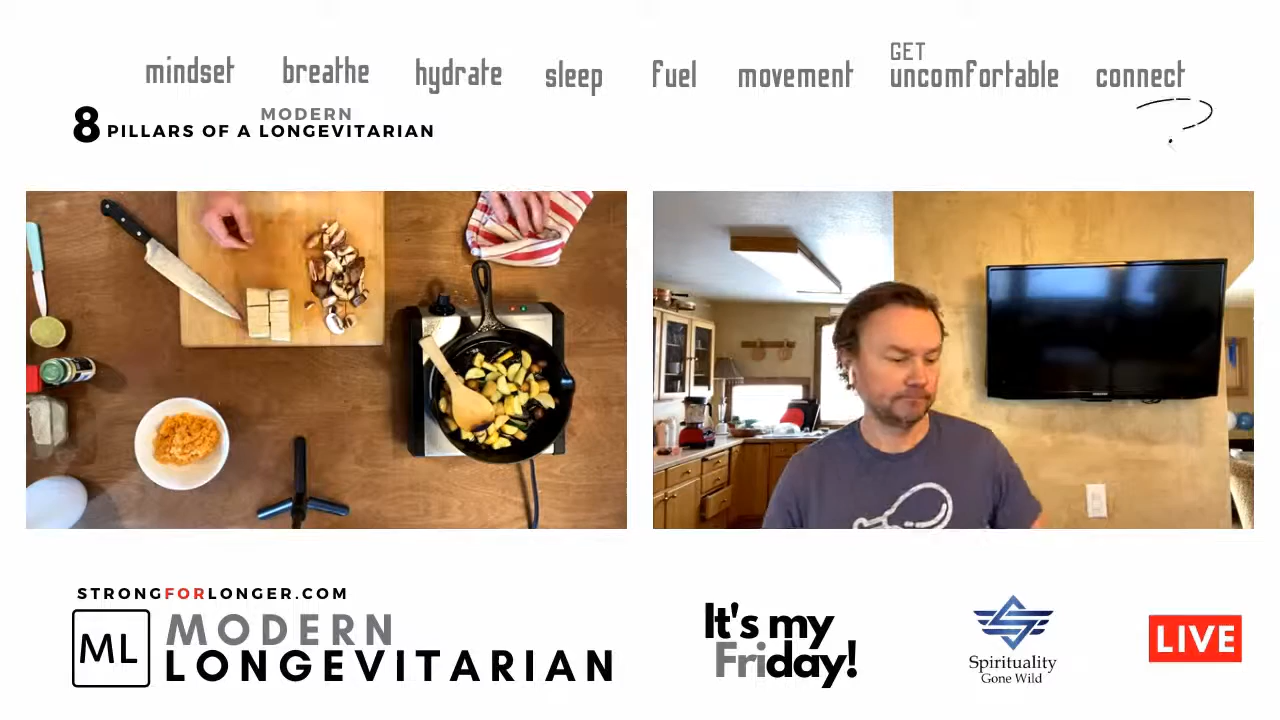 mindset breathe hydrate sleep fuel movement GET uncomfortable connect
8 PILLARS OF A MODERN LONGEVITARIAN
?
STRONGFORLONGER.COM
ML MODERN
LONGEVITARIAN
It's my
Friday!
Spirituality
Gone Wild
LIVE